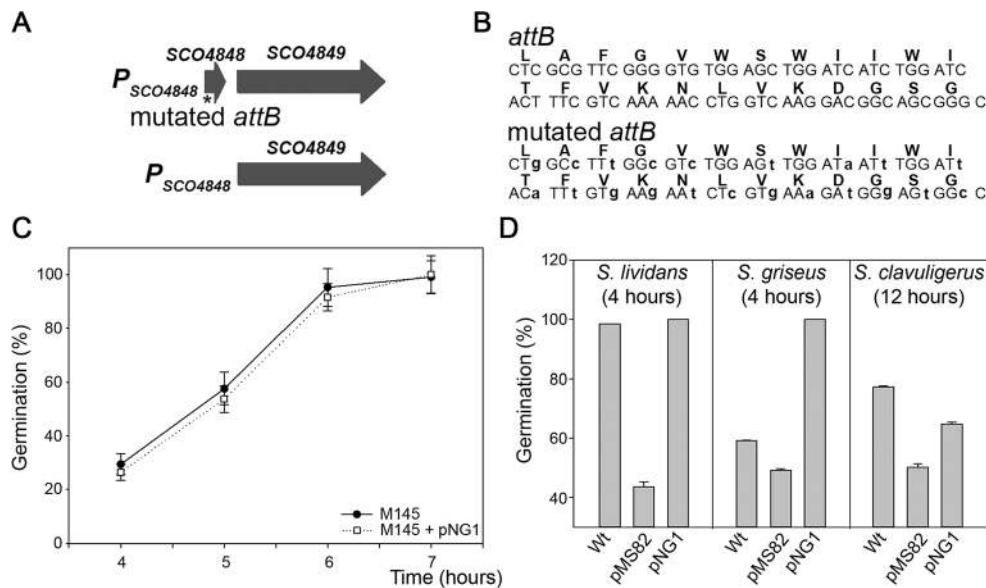 A
SCO4848 SCO4849
P SCO4848
*
mutated attB
SCO4849
P SCO4848
B
attB
L A F G V W S W I I W I
CTC GCG TTC GGG GTG TGG AGC TGG ATC ATC TGG ATC
T F V K N L V K D G S G
ACT TTC GTC AAA AAC CTG GTC AAG GAC GGC AGC GGG C
mutated attB
L A F G V W S W I I W I
CTg GCc TTt GGc GTc TGG AGt TGG ATa ATt TGG ATt
T F V K N L V K D G S G
ACa TTt GTg AAg AAt CTc GTg AAa GAt GGg AGt GGc C
C
Germination (%)
100
80
60
40
20
0
M145
M145 + pNG1
4 5 6 7
Time (hours)
D
Germination (%)
120
100
80
60
40
S. lividans
(4 hours)
S. griseus
(4 hours)
S. clavuligerus
(12 hours)
Wt pMS82 pNG1 Wt pMS82 pNG1 Wt pMS82 pNG1